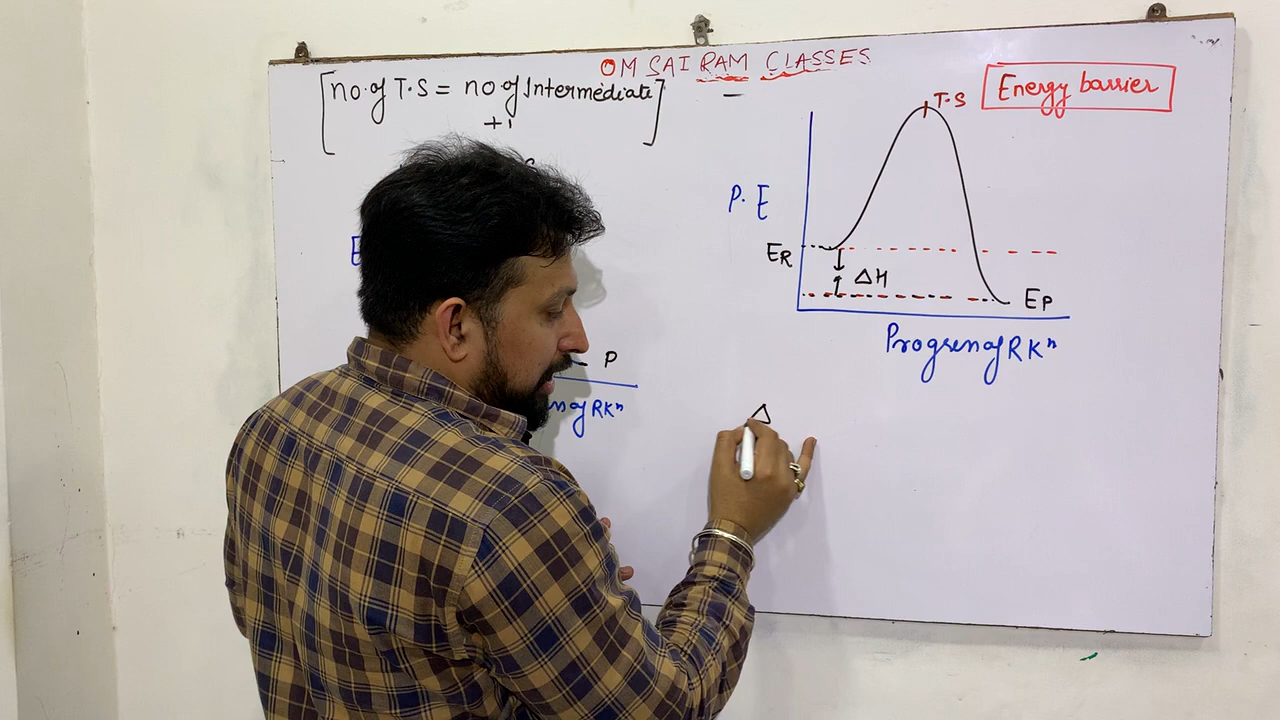 OM SAI RAM CLASSES
[no. of T.S = no of Intermediate]
+1
Energy barrier
T.S
P.E
ER
ΔH
EP
Progren of RKⁿ
E
P
n of RKⁿ
Δ